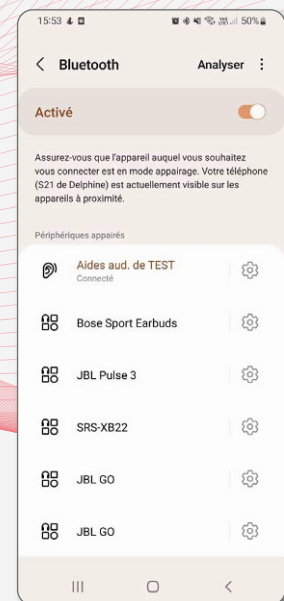 15:53 50%
Bluetooth Analyser
Activé
Assurez-vous que l'appareil auquel vous souhaitez
vous connecter est en mode appairage. Votre téléphone
(S21 de Delphine) est actuellement visible sur les
appareils à proximité.
Périphériques appairés
Aides aud. de TEST
Connecté
Bose Sport Earbuds
JBL Pulse 3
SRS-XB22
JBL GO
JBL GO